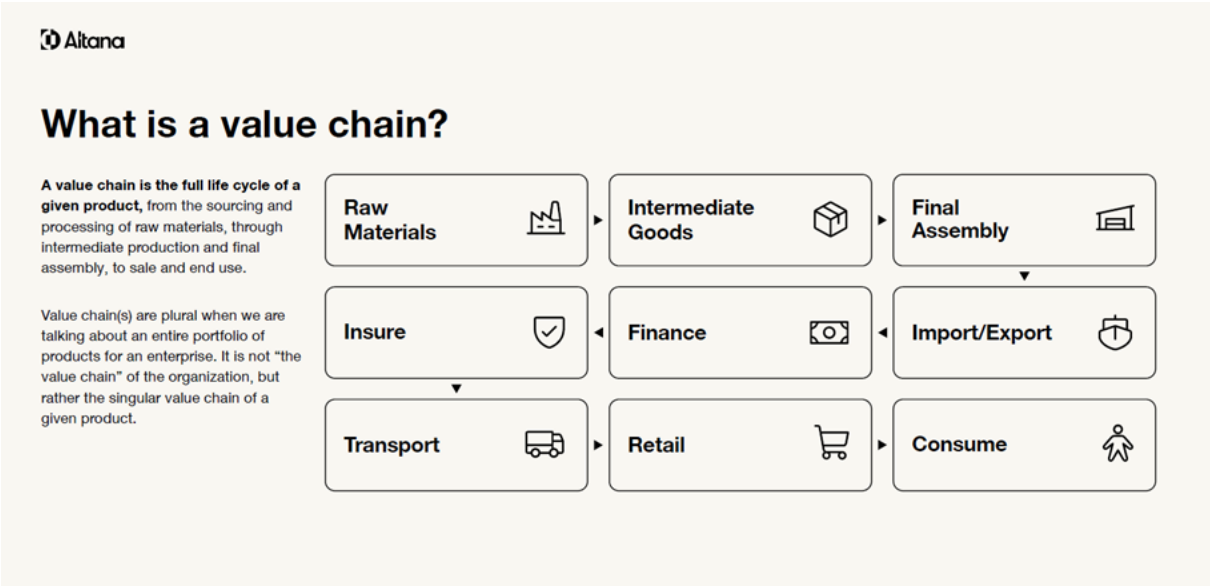 Altana
What is a value chain?
A value chain is the full life cycle of a
given product, from the sourcing and
processing of raw materials, through
intermediate production and final
assembly, to sale and end use.
Value chain(s) are plural when we are
talking about an entire portfolio of
products for an enterprise. It is not “the
value chain” of the organization, but
rather the singular value chain of a
given product.
Raw
Materials
Intermediate
Goods
Final
Assembly
Import/Export
Finance
Insure
Transport
Retail
Consume